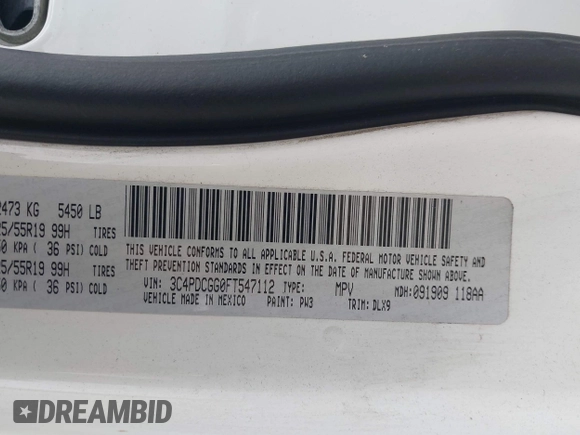 2473 KG 5450 LB
5/55R19 99H TIRES
0 KPA ( 36 PSI) COLD
5/55R19 99H TIRES
0 KPA ( 36 PSI) COLD
THIS VEHICLE CONFORMS TO ALL APPLICABLE U.S.A. FEDERAL MOTOR VEHICLE SAFETY AND
THEFT PREVENTION STANDARDS IN EFFECT ON THE DATE OF MANUFACTURE SHOWN ABOVE.
VIN: 3C4PDCGG0FT547112 TYPE: MPV MDH:091909 118AA
VEHICLE MADE IN MEXICO PAINT: PW3 TRIM: DLX9
DREAMBID